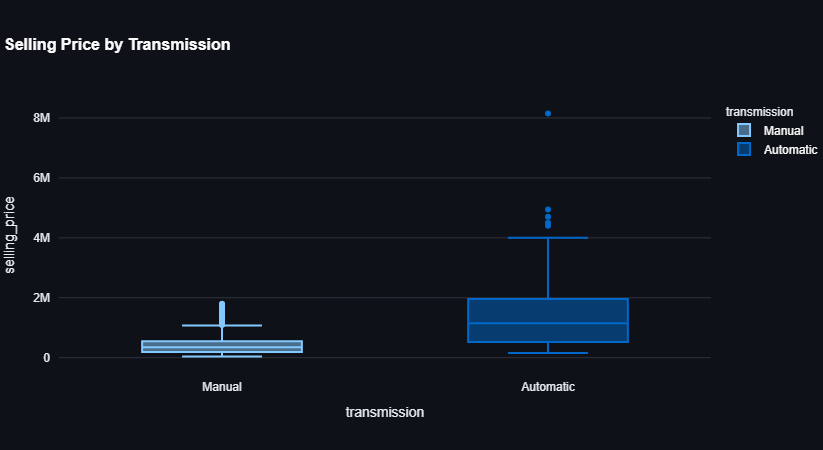 Selling Price by Transmission
transmission
Manual
Automatic
8M
6M
4M
2M
0
selling_price
Manual
Automatic
transmission